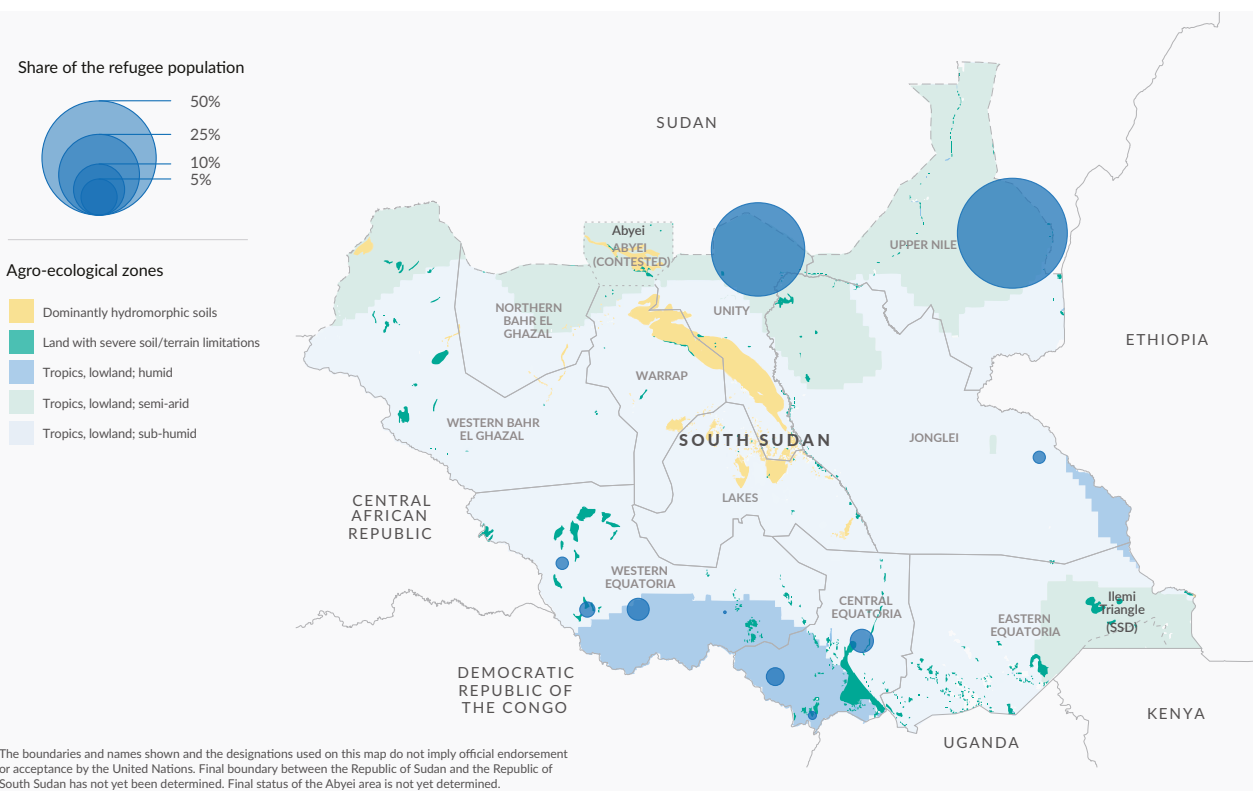 Share of the refugee population
50%
25%
10%
5%
Agro-ecological zones
Dominantly hydromorphic soils
Land with severe soil/terrain limitations
Tropics, lowland; humid
Tropics, lowland; semi-arid
Tropics, lowland; sub-humid
SUDAN
Abyei
ABYEI
(CONTESTED)
UPPER NILE
NORTHERN
BAHR EL
GHAZAL
UNITY
ETHIOPIA
WARRAP
WESTERN BAHR
EL GHAZAL
SOUTH SUDAN
JONGLEI
LAKES
CENTRAL
AFRICAN
REPUBLIC
WESTERN
EQUATORIA
CENTRAL
EQUATORIA
EASTERN
EQUATORIA
Ilemi
Triangle
(SSD)
DEMOCRATIC
REPUBLIC OF
THE CONGO
KENYA
UGANDA
The boundaries and names shown and the designations used on this map do not imply official endorsement
or acceptance by the United Nations. Final boundary between the Republic of Sudan and the Republic of
South Sudan has not yet been determined. Final status of the Abyei area is not yet determined.